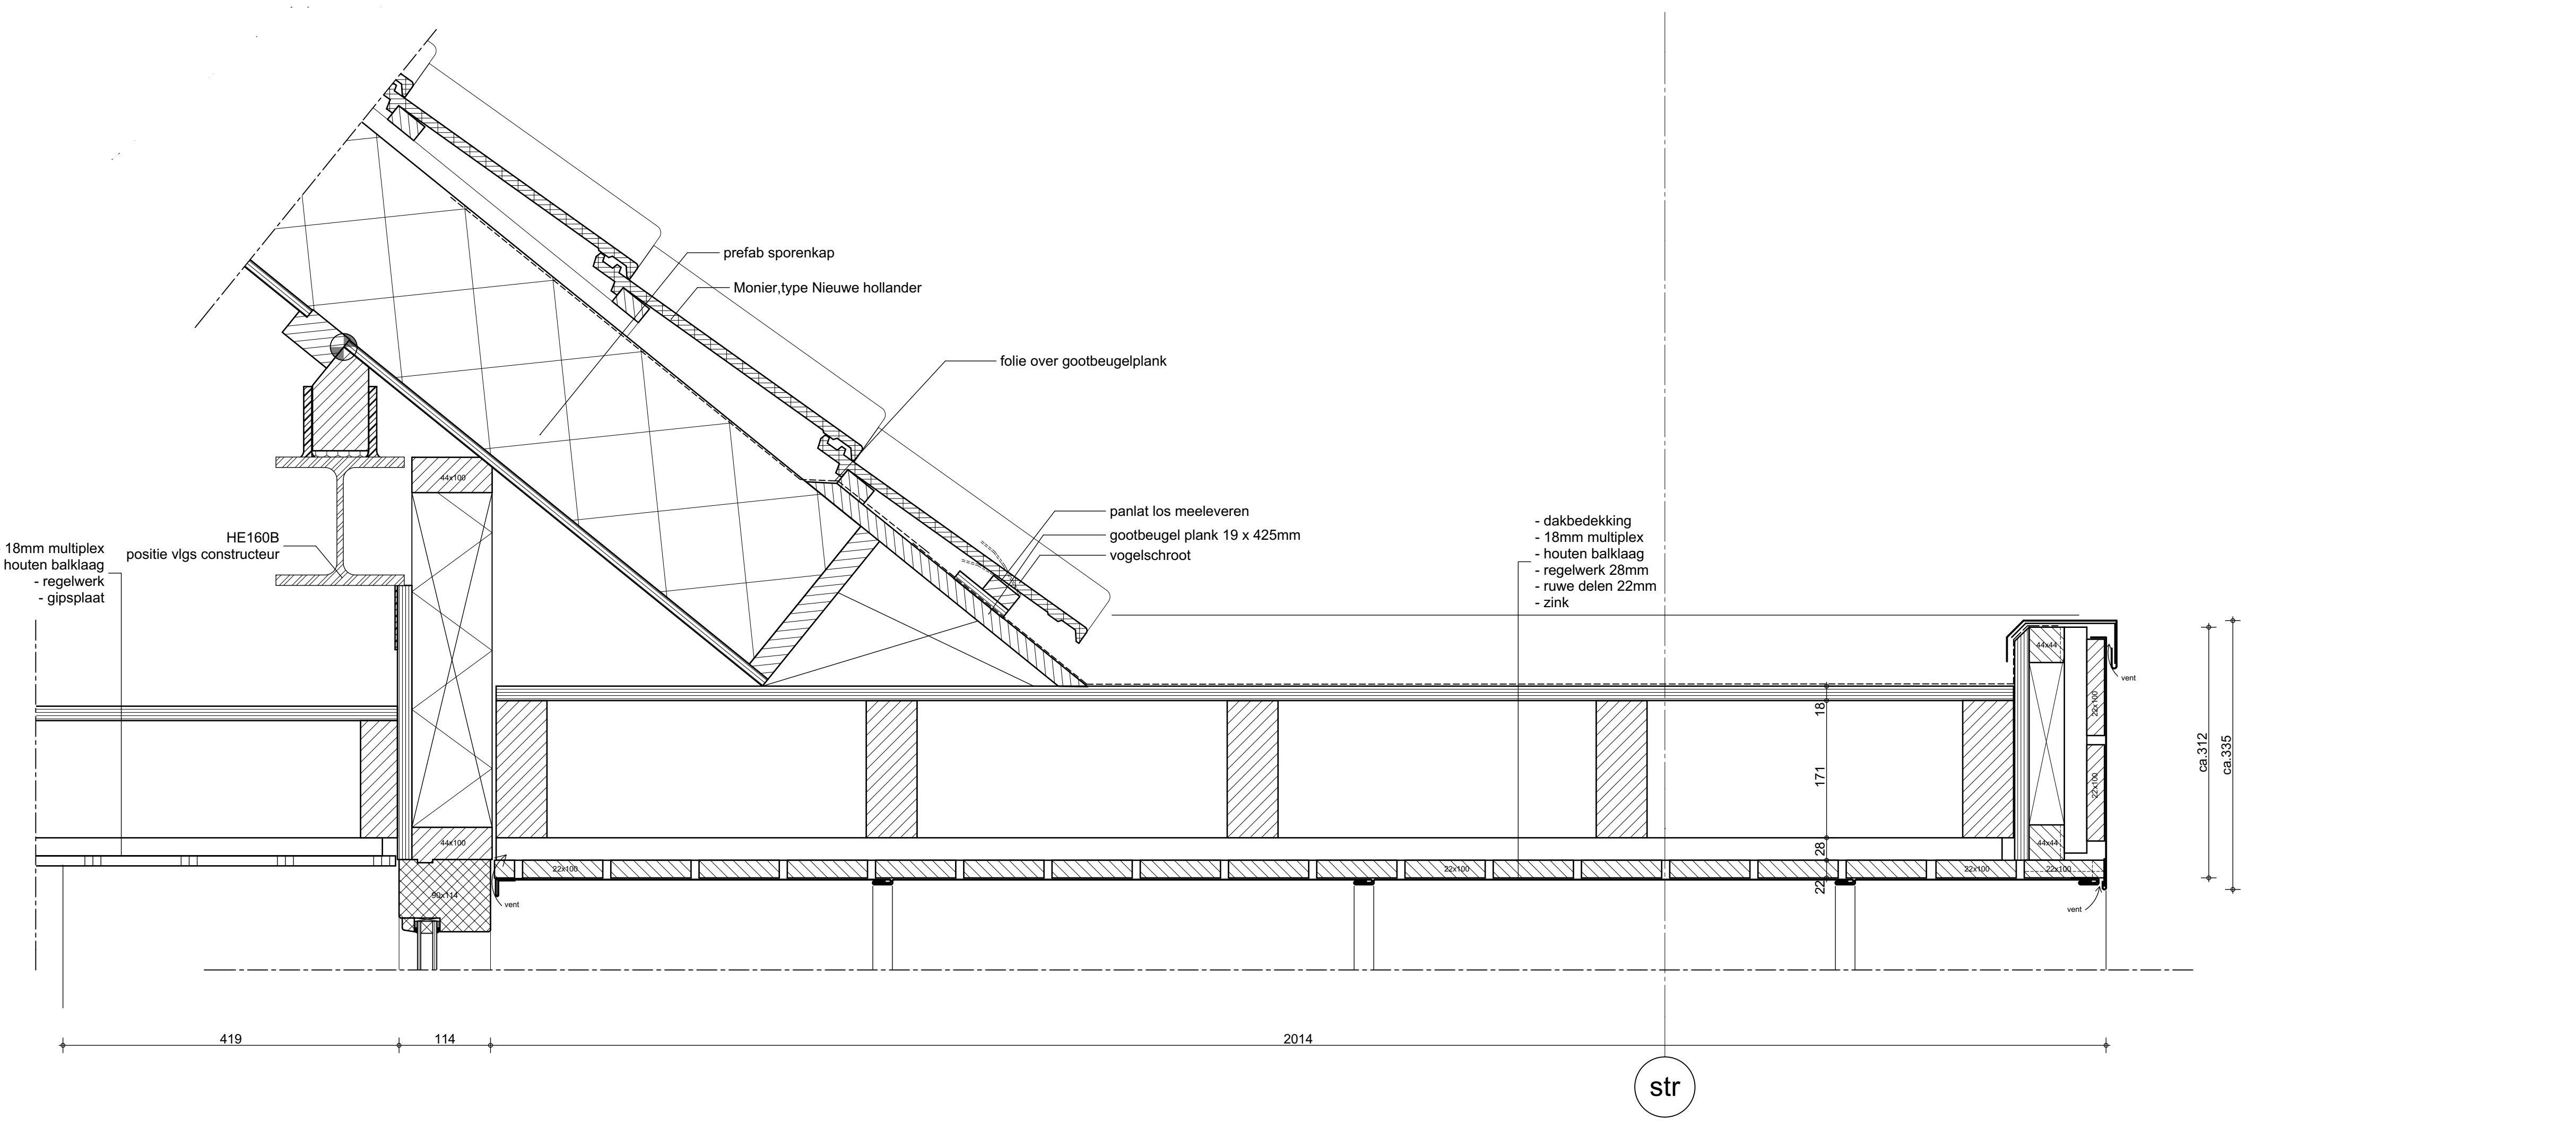 prefab sporenkap
Monier,type Nieuwe hollander
folie over gootbeugelplank
panlat los meeleveren
gootbeugel plank 19 x 425mm
vogelschroot
- dakbedekking
- 18mm multiplex
- houten balklaag
- regelwerk 28mm
- ruwe delen 22mm
- zink
HE160B
positie vlgs constructeur
18mm multiplex
houten balklaag
- regelwerk
- gipsplaat
44x100
44x100
90x114
44x44
44x44
22x100
22x100
vent
18
171
28
22
ca.312
ca.335
22x100
22x100
22x100
22x100
vent
vent
419
114
2014
str